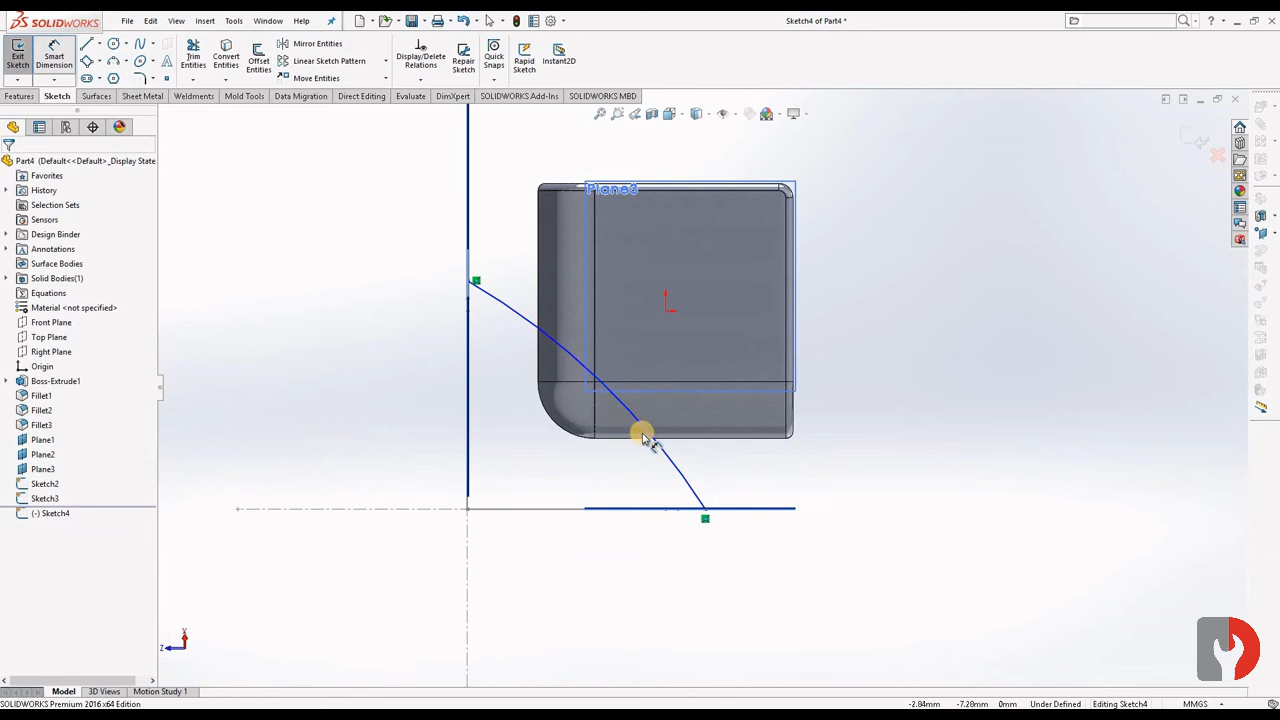 SOLIDWORKS
File
Edit
View
Insert
Tools
Window
Help
Sketch4 of Part4 *
Exit Sketch
Smart Dimension
Trim Entities
Convert Entities
Offset Entities
Mirror Entities
Linear Sketch Pattern
Move Entities
Display/Delete Relations
Repair Sketch
Quick Snaps
Rapid Sketch
Instant2D
Features
Sketch
Surfaces
Sheet Metal
Weldments
Mold Tools
Data Migration
Direct Editing
Evaluate
DimXpert
SOLIDWORKS Add-Ins
SOLIDWORKS MBD
Part4 (Default<<Default>_Display State
Favorites
History
Selection Sets
Sensors
Design Binder
Annotations
Surface Bodies
Solid Bodies(1)
Equations
Material <not specified>
Front Plane
Top Plane
Right Plane
Origin
Boss-Extrude1
Fillet1
Fillet2
Fillet3
Plane1
Plane2
Plane3
Sketch2
Sketch3
(-) Sketch4
Plane3
Z
Model
3D Views
Motion Study 1
SOLIDWORKS Premium 2016 x64 Edition
-2.84mm
-7.28mm
0mm
Under Defined
Editing Sketch4
MMGS